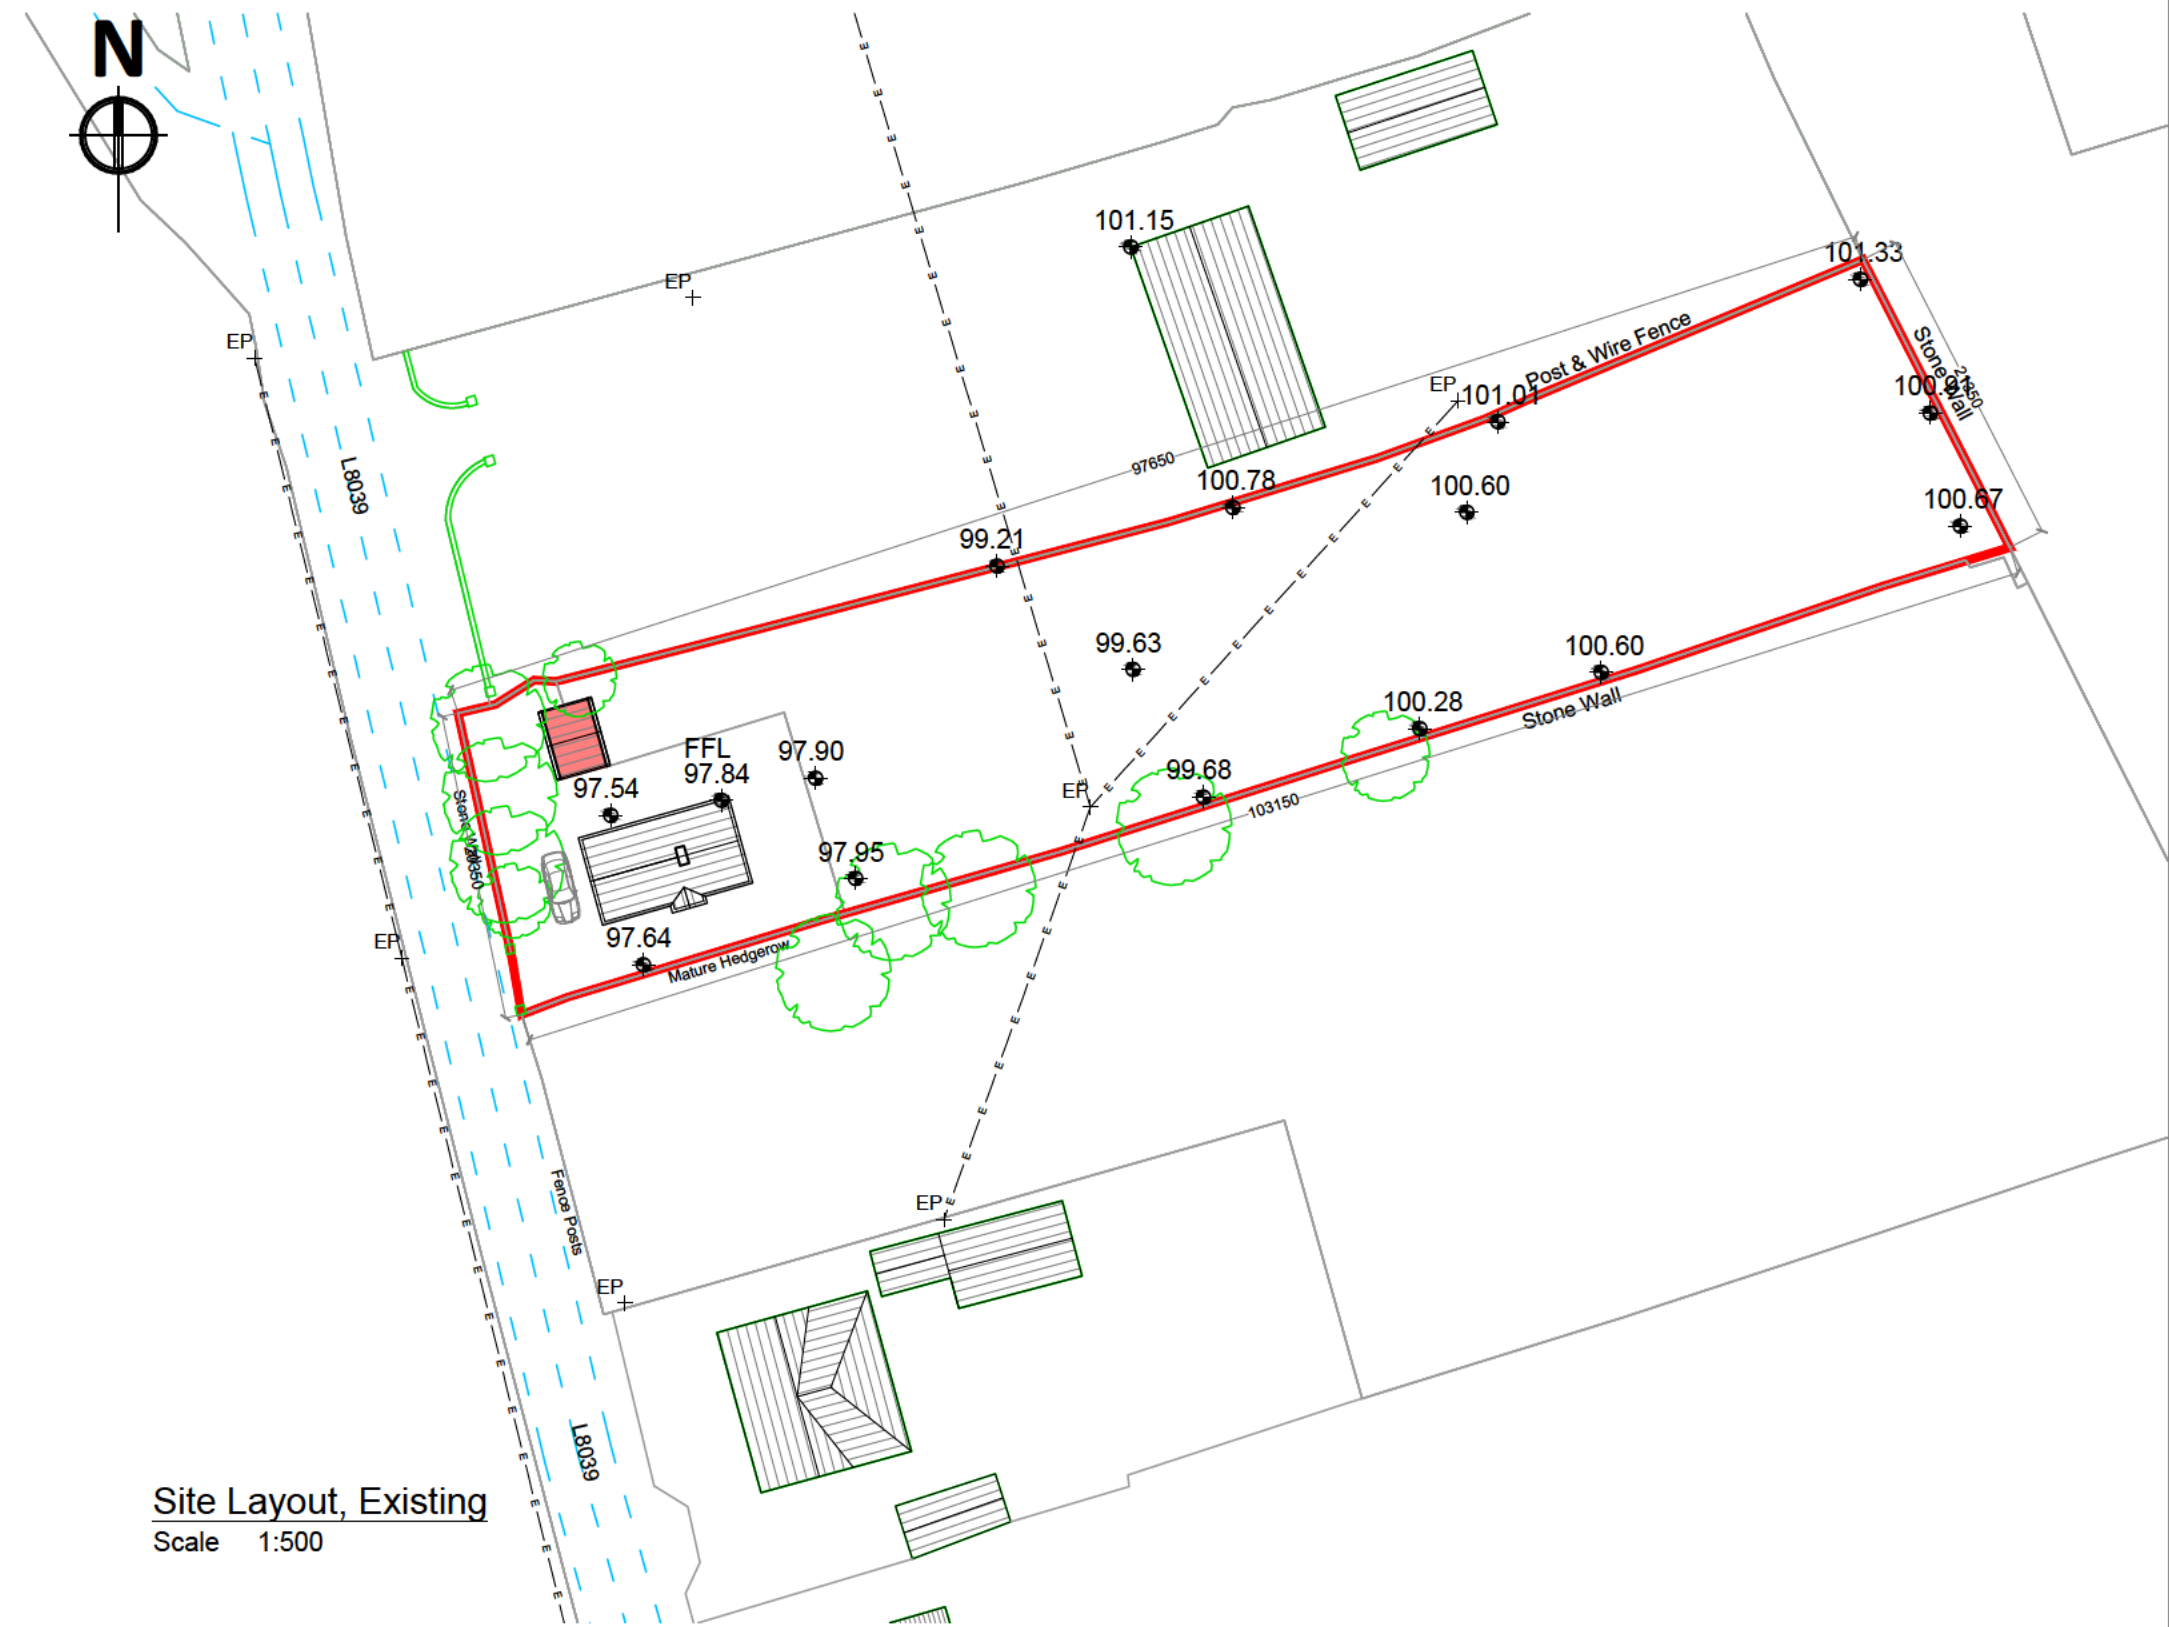 N
101.15
101.33
EP
EP
Post & Wire Fence
Stone Wall
21350
EP
101.01
L8039
97650
100.78
100.60
100.67
99.21
99.63
100.60
100.28
Stone Wall
FFL
97.84
97.90
97.54
EP
99.68
103150
Stone Wall
97.95
97.64
Mature Hedgerow
EP
Fence Posts
EP
EP
L8039
Site Layout, Existing
Scale 1:500